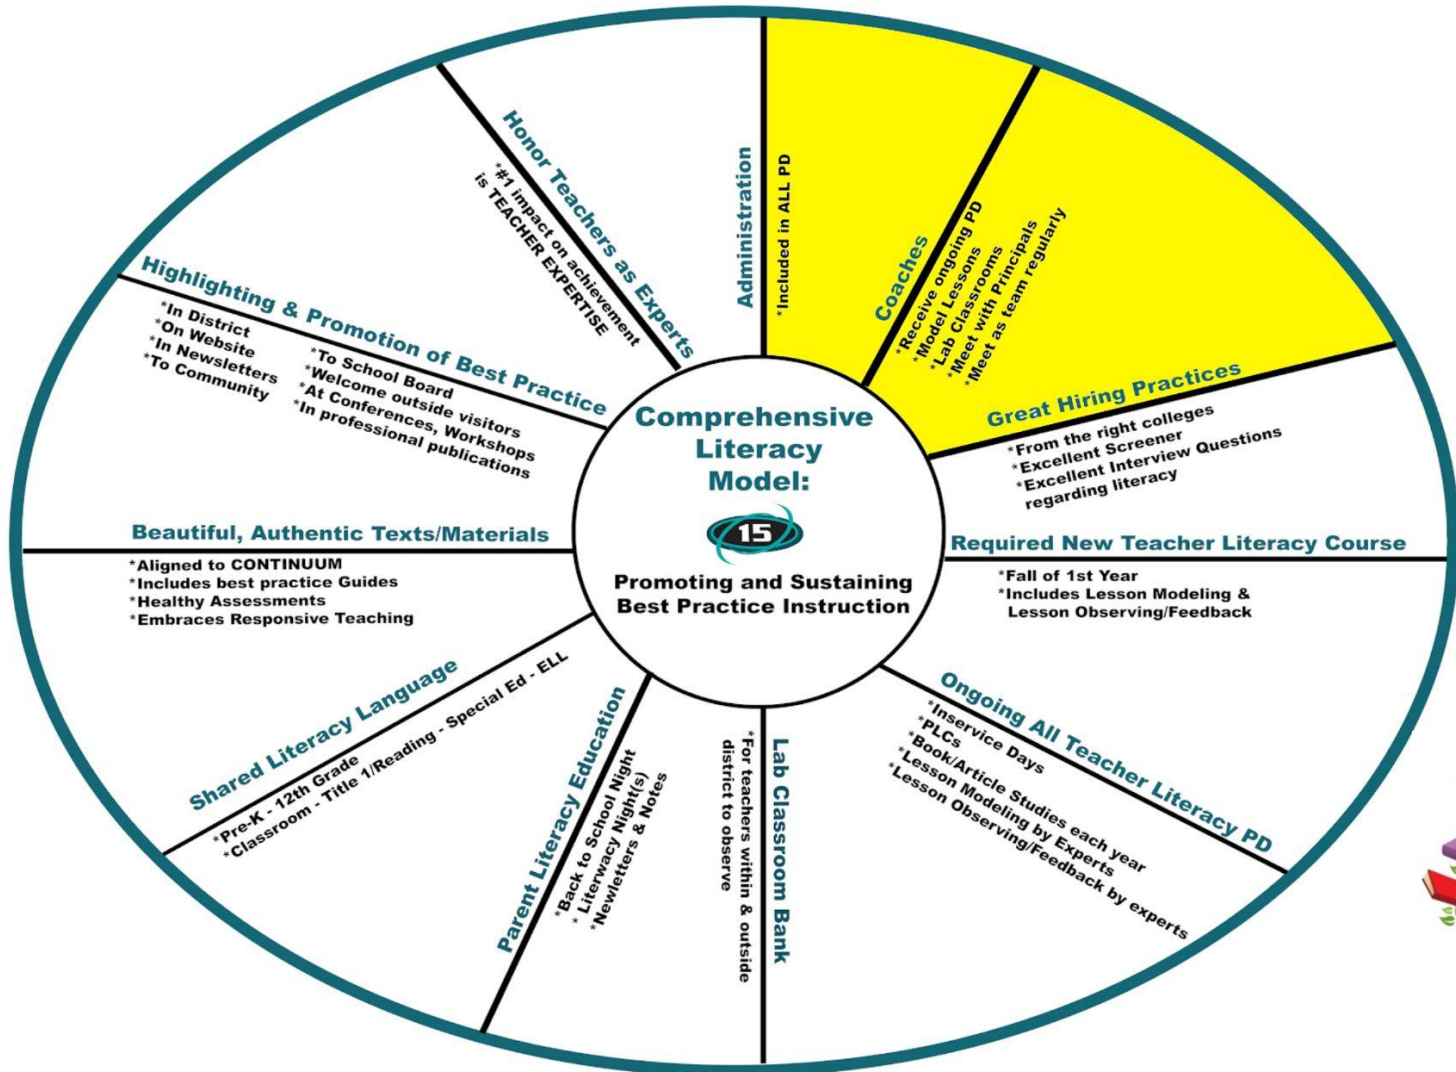 Comprehensive
Literacy
Model:
15
Promoting and Sustaining
Best Practice Instruction
Administration
*Included in ALL PD
Coaches
*Receive ongoing PD
*Model Lessons
*Lab Classrooms
*Meet with Principals
*Meet as team regularly
Great Hiring Practices
*From the right colleges
*Excellent Screener
*Excellent Interview Questions
regarding literacy
Required New Teacher Literacy Course
*Fall of 1st Year
*Includes Lesson Modeling &
Lesson Observing/Feedback
Ongoing All Teacher Literacy PD
*Inservice Days
*PLCs
*Book/Article Studies each year
*Lesson Modeling by Experts
*Lesson Observing/Feedback by experts
Lab Classroom Bank
*For teachers within & outside
district to observe
Parent Literacy Education
*Back to School Night
* Literwacy Night(s)
*Newletters & Notes
Shared Literacy Language
*Pre-K - 12th Grade
*Classroom - Title 1/Reading - Special Ed - ELL
Beautiful, Authentic Texts/Materials
*Aligned to CONTINUUM
*Includes best practice Guides
*Healthy Assessments
*Embraces Responsive Teaching
Highlighting & Promotion of Best Practice
*In District
*On Website
*In Newsletters
*To Community
*To School Board
*Welcome outside visitors
*At Conferences, Workshops
*In professional publications
Honor Teachers as Experts
*#1 impact on achievement
is TEACHER EXPERTISE